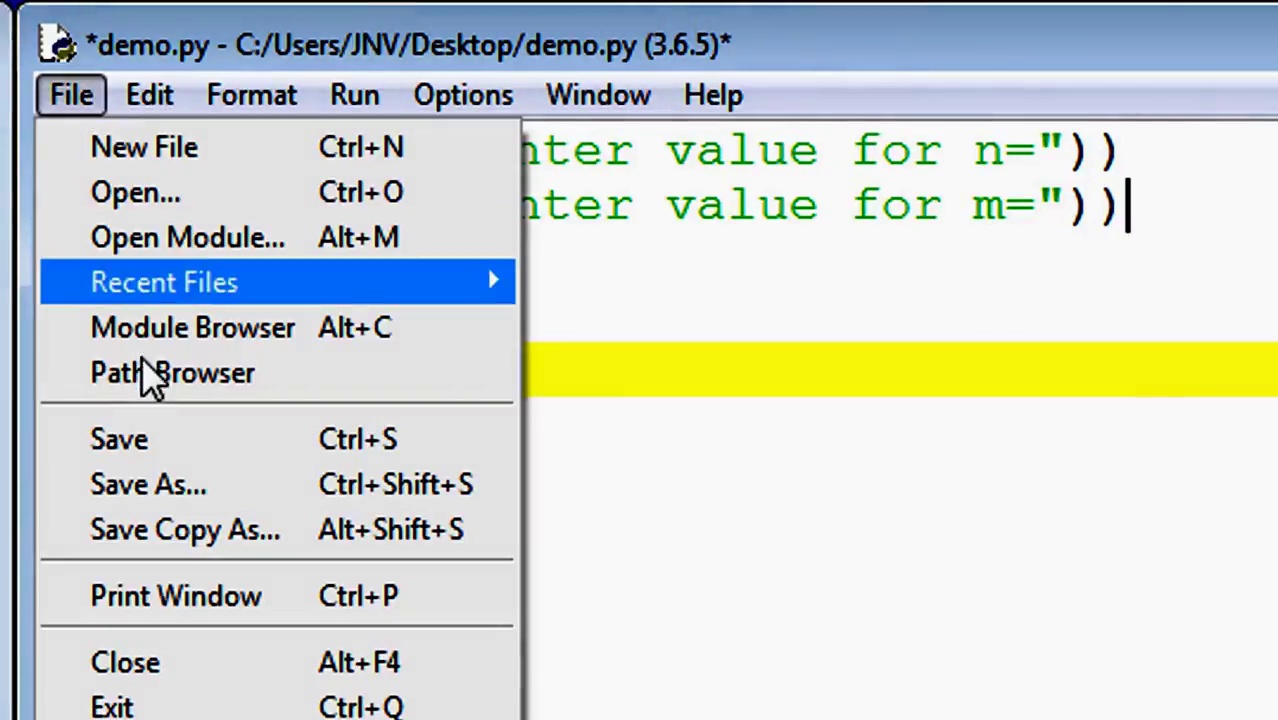 *demo.py - C:/Users/JNV/Desktop/demo.py (3.6.5)*
File Edit Format Run Options Window Help
New File Ctrl+N
nter value for n="))
Open... Ctrl+O
nter value for m="))
Open Module... Alt+M
Recent Files
Module Browser Alt+C
Path Browser
Save Ctrl+S
Save As... Ctrl+Shift+S
Save Copy As... Alt+Shift+S
Print Window Ctrl+P
Close Alt+F4
Exit Ctrl+Q